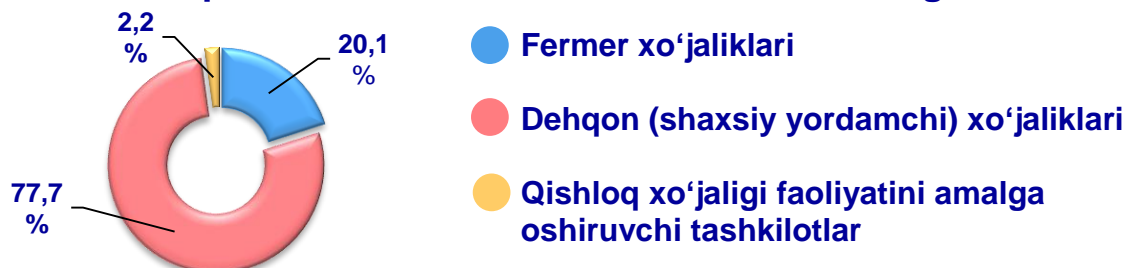 2,2
%
20,1
%
77,7
%
Fermer xo‘jaliklari
Dehqon (shaxsiy yordamchi) xo‘jaliklari
Qishloq xo‘jaligi faoliyatini amalga
oshiruvchi tashkilotlar